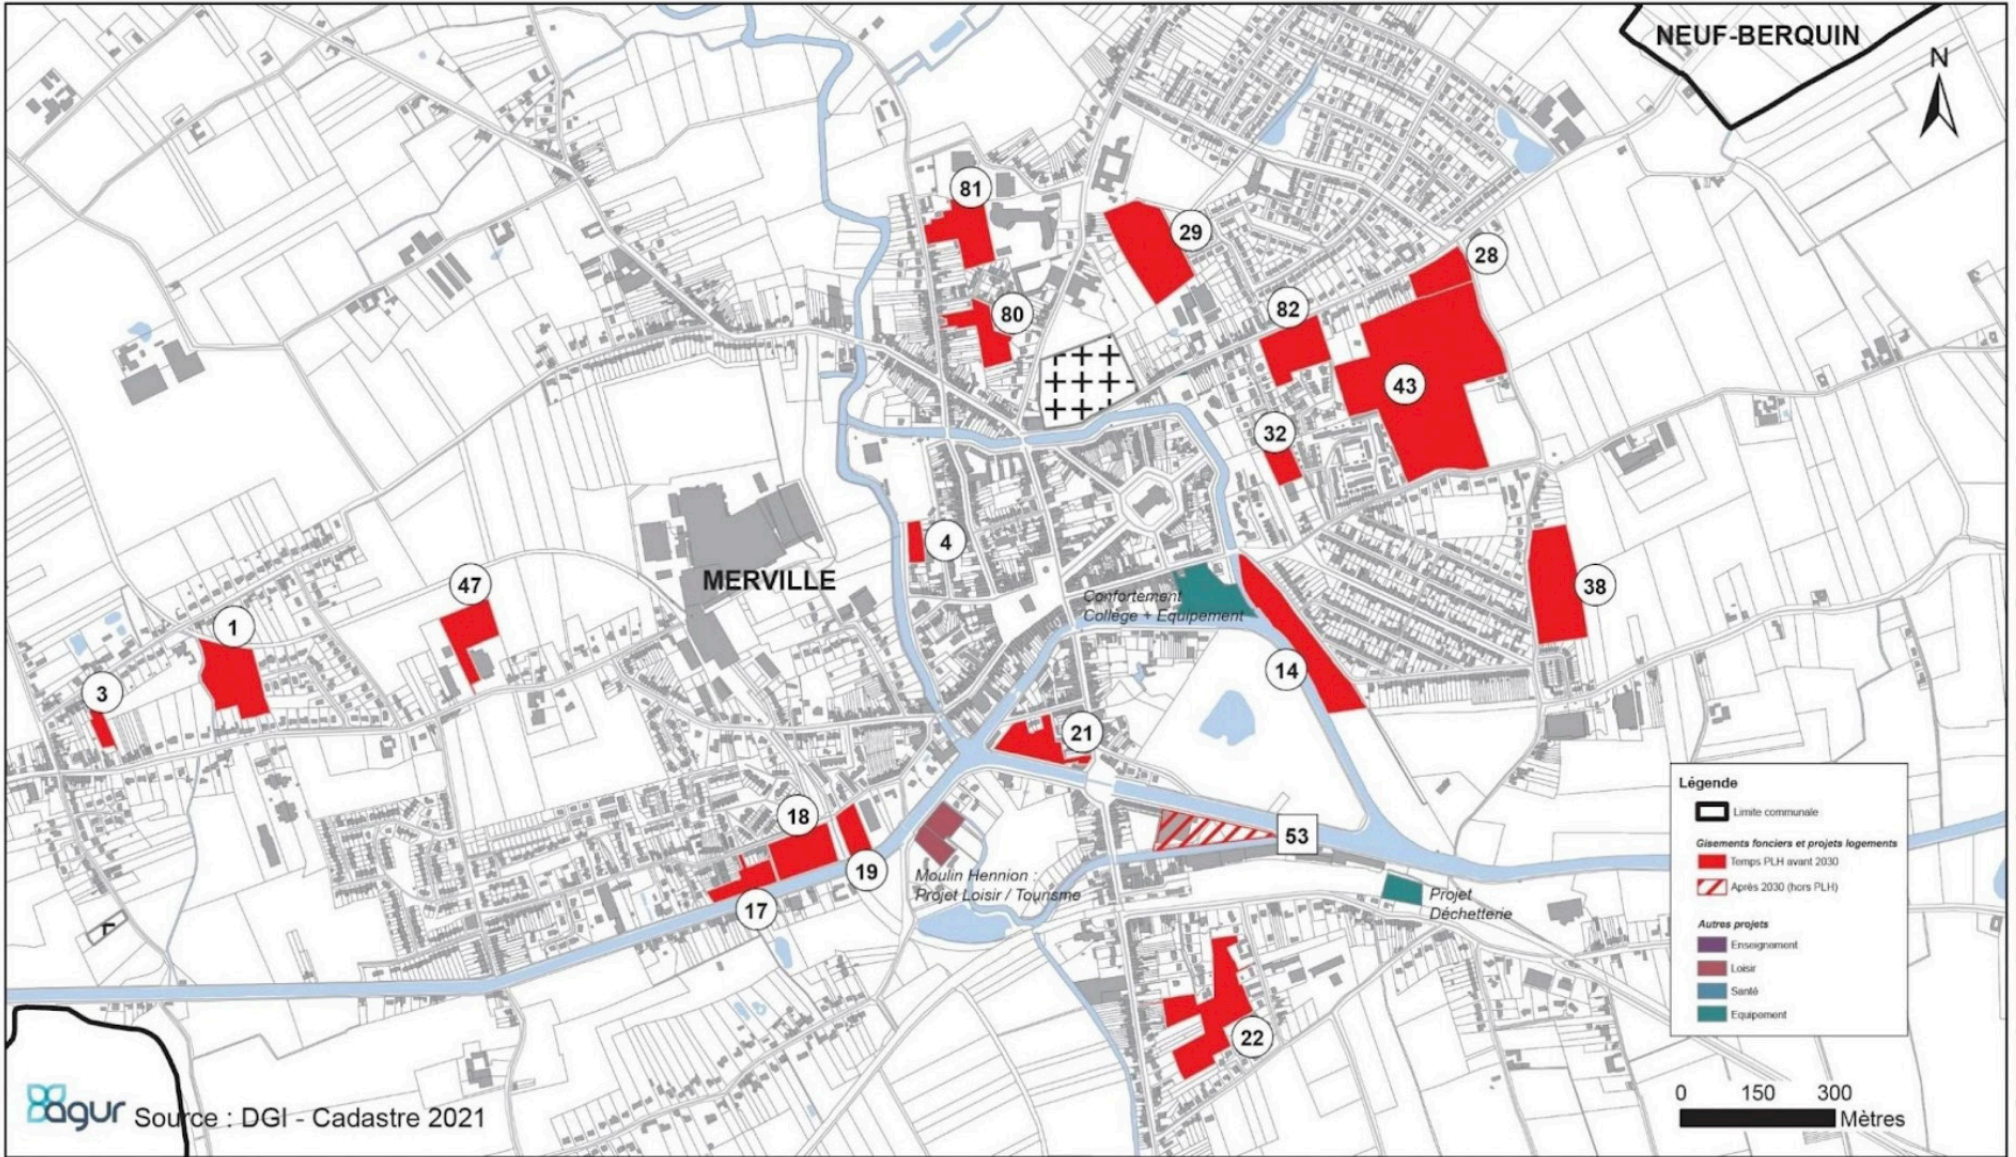 NEUF-BERQUIN
N
81
29
28
80
82
43
32
4
MERVILLE
47
38
1
Confortement
Collège + Equipement
3
14
21
18
53
19
Moulin Hennion :
Projet Loisir / Tourisme
17
Projet
Déchetterie
22
Légende
Limite communale
Gisements fonciers et projets logements
Temps PLH avant 2030
Après 2030 (hors PLH)
Autres projets
Enseignement
Loisir
Santé
Equipement
0 150 300
Mètres
agur Source : DGI - Cadastre 2021